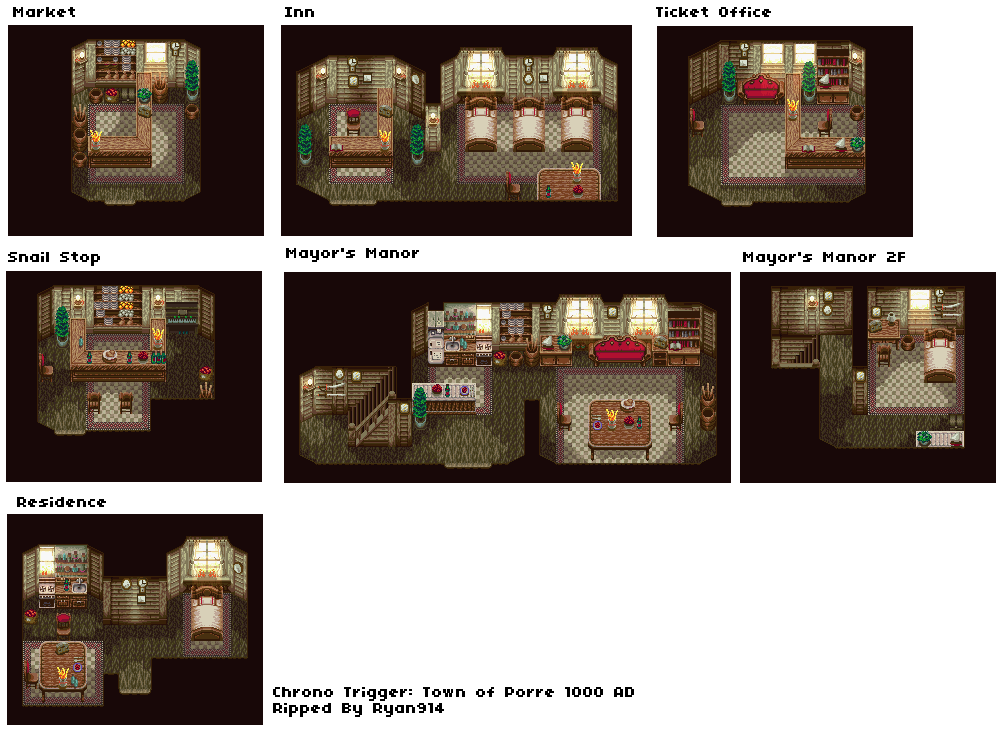 Market
Inn
Ticket Office
Snail Stop
Mayor's Manor
Mayor's Manor 2F
Residence
Chrono Trigger: Town of Porre 1000 AD
Ripped By Ryan914